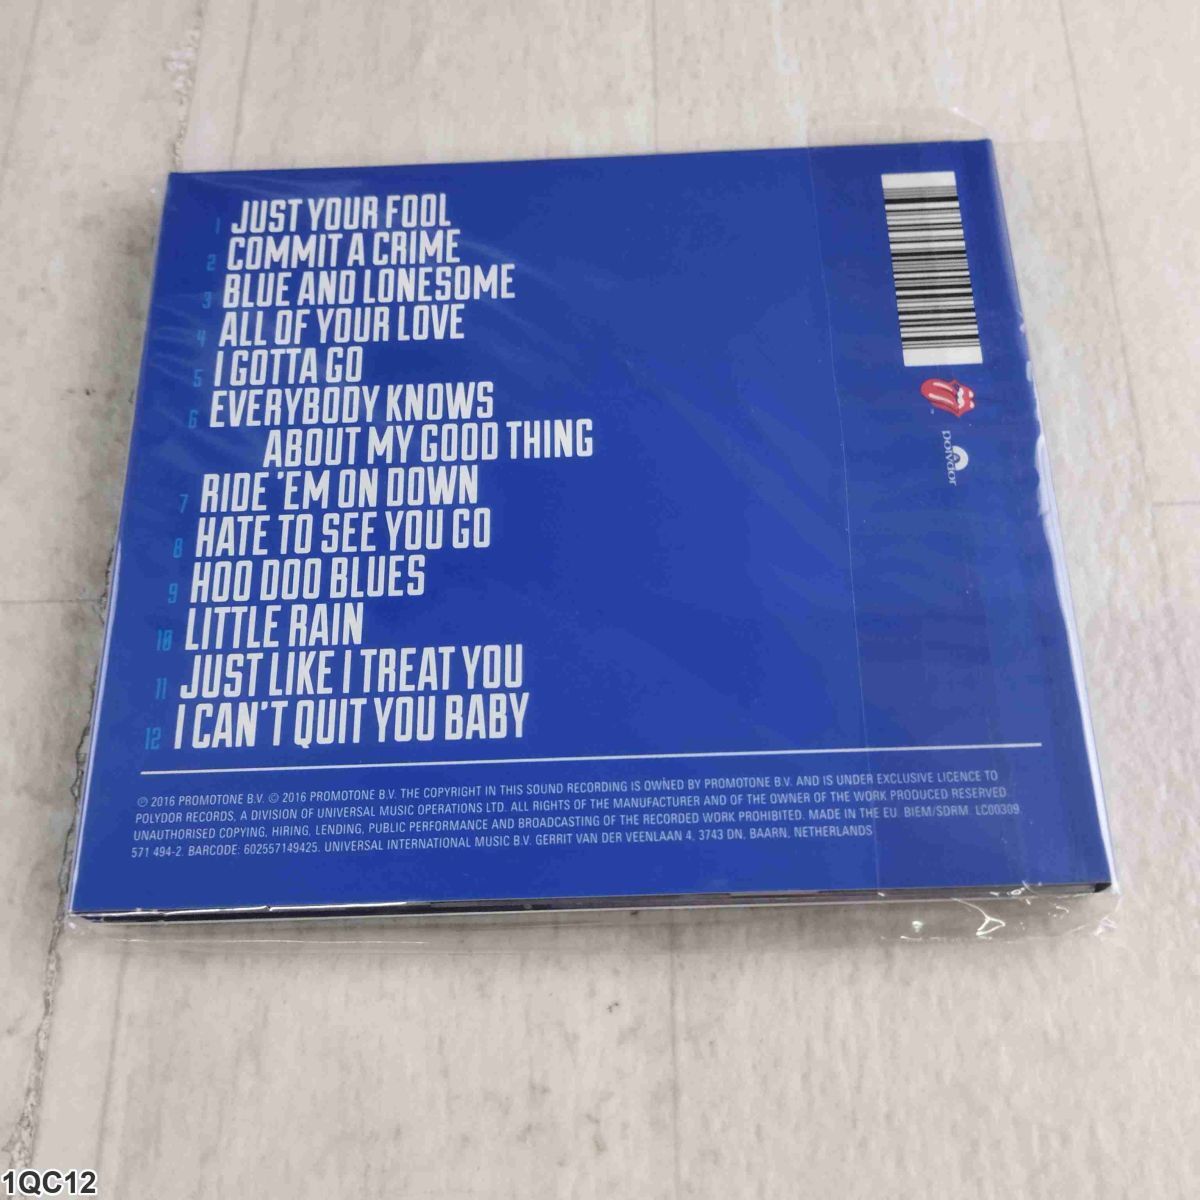 1 JUST YOUR FOOL
2 COMMIT A CRIME
3 BLUE AND LONESOME
4 ALL OF YOUR LOVE
5 I GOTTA GO
6 EVERYBODY KNOWS
ABOUT MY GOOD THING
7 RIDE 'EM ON DOWN
8 HATE TO SEE YOU GO
9 HOO DOO BLUES
10 LITTLE RAIN
11 JUST LIKE I TREAT YOU
12 I CAN'T QUIT YOU BABY
polydor
℗ 2016 PROMOTONE B.V. © 2016 PROMOTONE B.V. THE COPYRIGHT IN THIS SOUND RECORDING IS OWNED BY PROMOTONE B.V. AND IS UNDER EXCLUSIVE LICENCE TO
POLYDOR RECORDS, A DIVISION OF UNIVERSAL MUSIC OPERATIONS LTD. ALL RIGHTS OF THE MANUFACTURER AND OF THE OWNER OF THE WORK PRODUCED RESERVED.
UNAUTHORISED COPYING, HIRING, LENDING, PUBLIC PERFORMANCE AND BROADCASTING OF THE RECORDED WORK PROHIBITED. MADE IN THE EU. BIEM/SDRM. LC00309
571 494-2. BARCODE: 602557149425. UNIVERSAL INTERNATIONAL MUSIC B.V. GERRIT VAN DER VEENLAAN 4, 3743 DN, BAARN, NETHERLANDS
1QC12